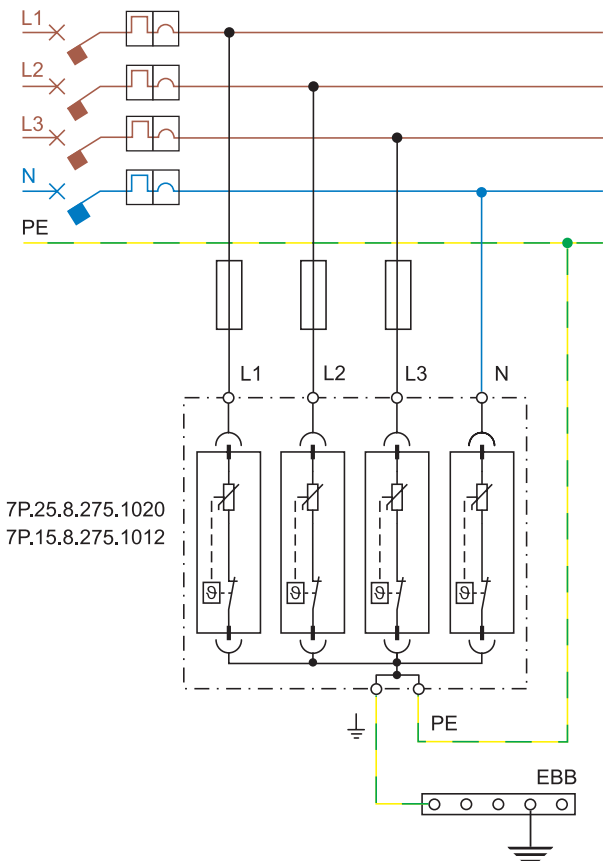 L1
L2
L3
N
PE
L1 L2 L3 N
7P.25.8.275.1020
7P.15.8.275.1012
ϑ ϑ ϑ ϑ
PE
EBB